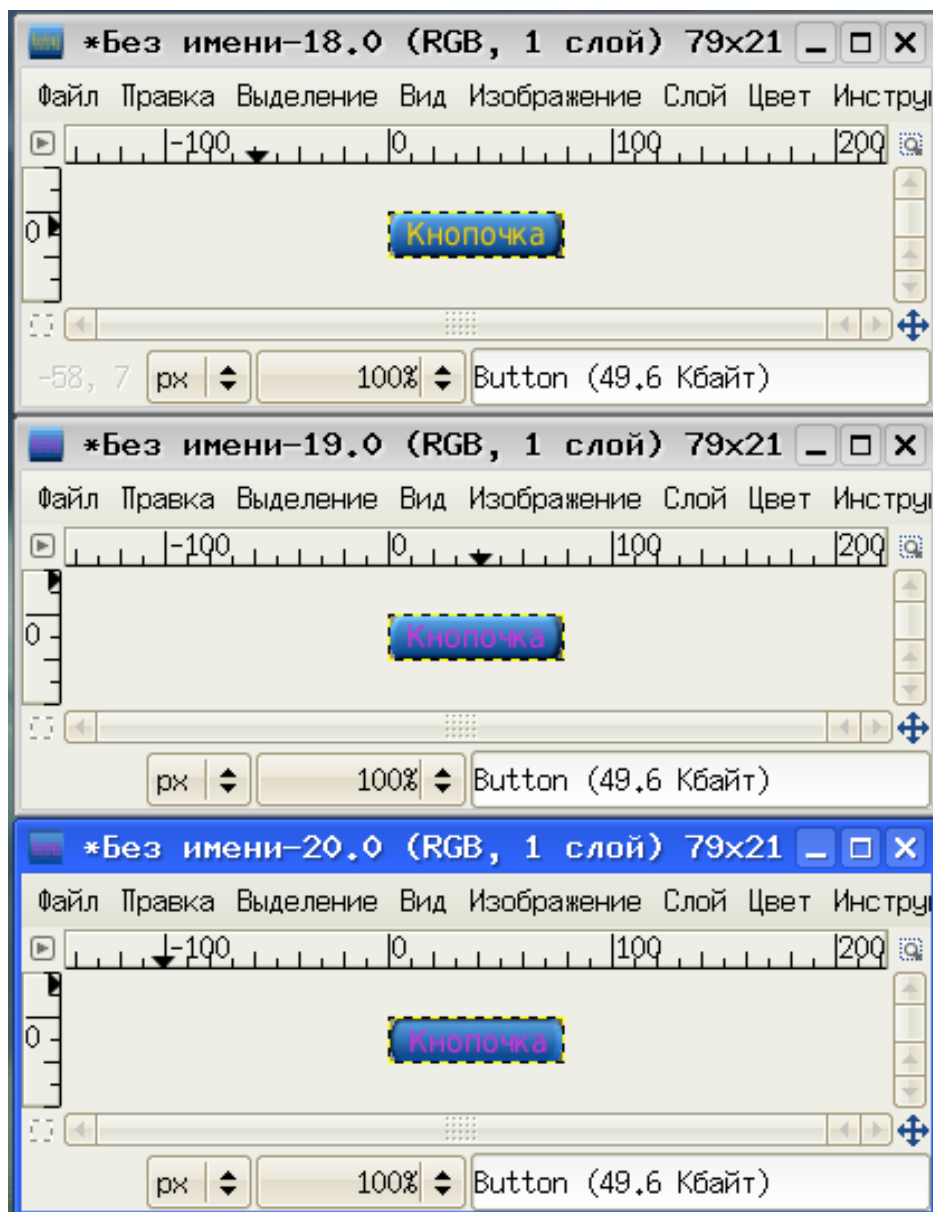 *Без имени-18.0 (RGB, 1 слой) 79x21
Файл Правка Выделение Вид Изображение Слой Цвет Инстру
-100 0 100 200
0
Кнопочка
-58, 7 px 100% Button (49.6 Кбайт)
*Без имени-19.0 (RGB, 1 слой) 79x21
Файл Правка Выделение Вид Изображение Слой Цвет Инстру
-100 0 100 200
0
Кнопочка
px 100% Button (49.6 Кбайт)
*Без имени-20.0 (RGB, 1 слой) 79x21
Файл Правка Выделение Вид Изображение Слой Цвет Инстру
-100 0 100 200
0
Кнопочка
px 100% Button (49.6 Кбайт)